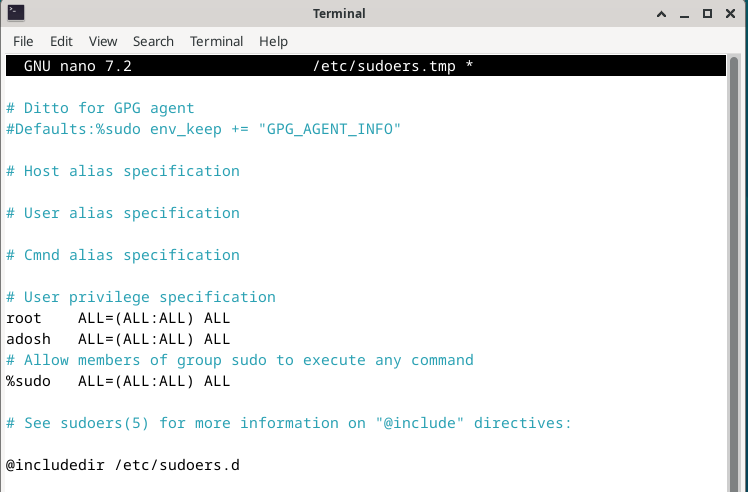 Terminal
File Edit View Search Terminal Help
GNU nano 7.2 /etc/sudoers.tmp *
# Ditto for GPG agent
#Defaults:%sudo env_keep += "GPG_AGENT_INFO"
# Host alias specification
# User alias specification
# Cmnd alias specification
# User privilege specification
root ALL=(ALL:ALL) ALL
adosh ALL=(ALL:ALL) ALL
# Allow members of group sudo to execute any command
%sudo ALL=(ALL:ALL) ALL
# See sudoers(5) for more information on "@include" directives:
@includedir /etc/sudoers.d